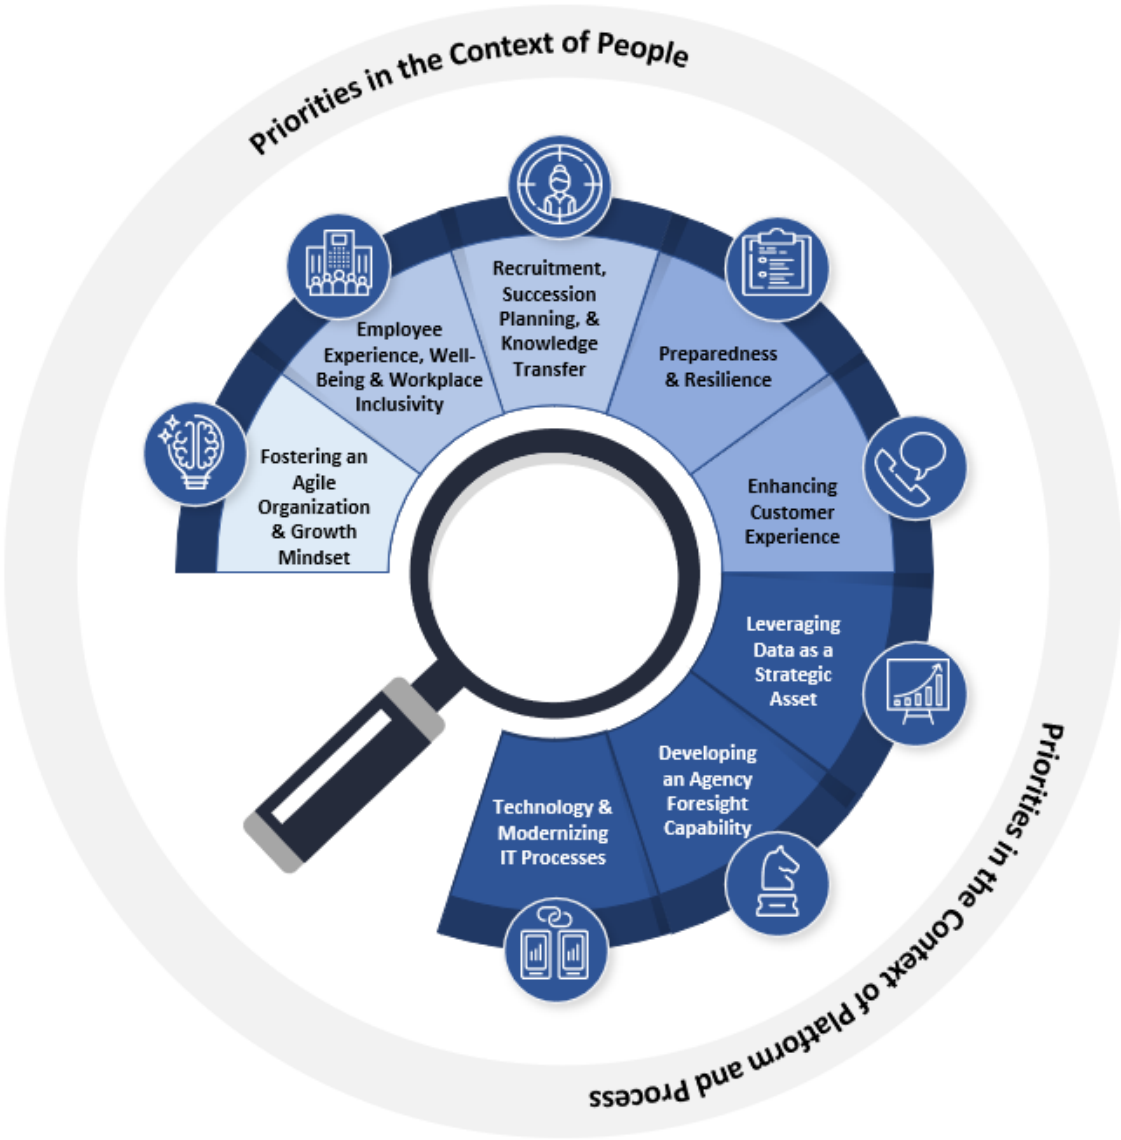 Priorities in the Context of People
Recruitment,
Succession
Planning, &
Knowledge
Transfer
Employee
Experience, Well-
Being & Workplace
Inclusivity
Preparedness
& Resilience
Fostering an
Agile
Organization
& Growth
Mindset
Enhancing
Customer
Experience
Leveraging
Data as a
Strategic
Asset
Developing
an Agency
Foresight
Capability
Technology &
Modernizing
IT Processes
Priorities in the Context of Platform and Process